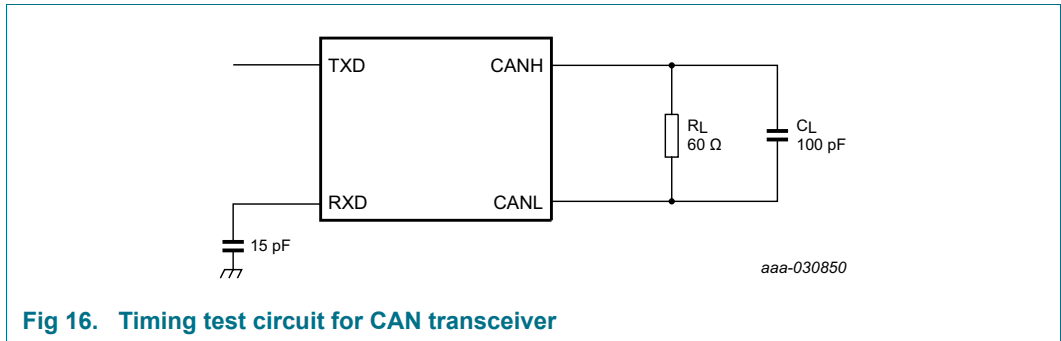 TXD
CANH
RL
60 Ω
CL
100 pF
RXD
CANL
15 pF
aaa-030850
Fig 16. Timing test circuit for CAN transceiver